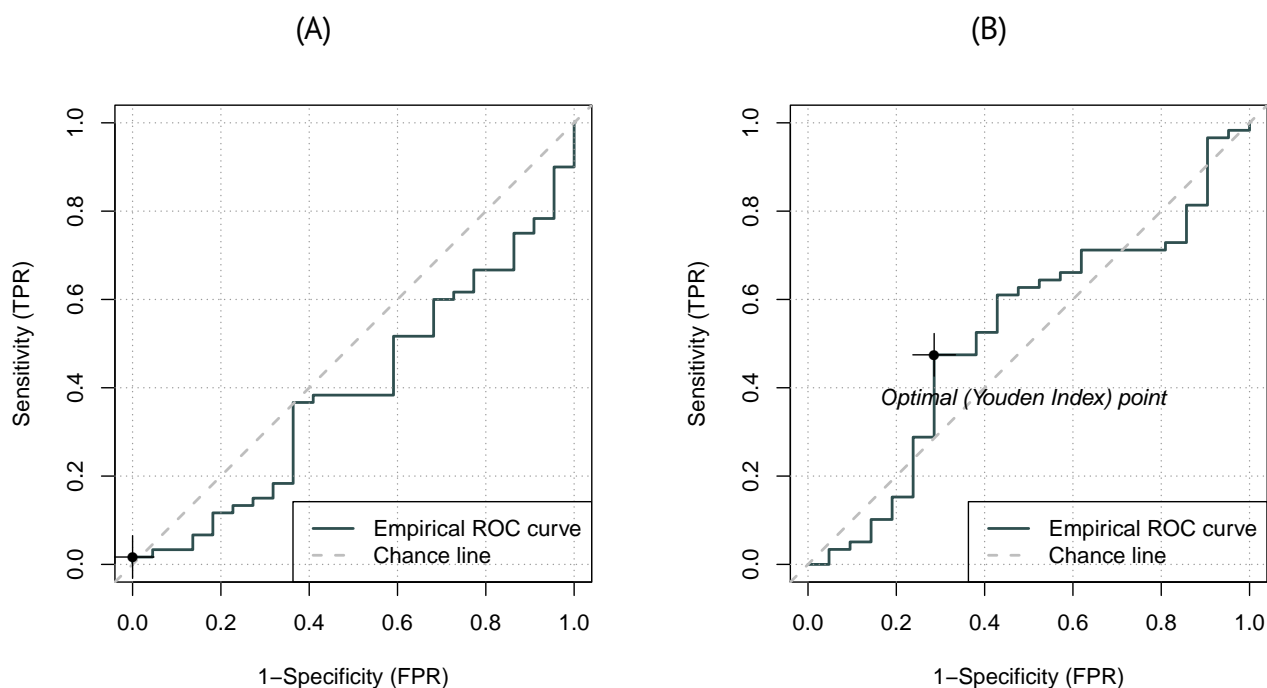 (A)
1.0
0.8
0.6
0.4
0.2
0.0
Sensitivity (TPR)
Empirical ROC curve
Chance line
0.0 0.2 0.4 0.6 0.8 1.0
1−Specificity (FPR)
(B)
1.0
0.8
0.6
0.4
0.2
0.0
Sensitivity (TPR)
Optimal (Youden Index) point
Empirical ROC curve
Chance line
0.0 0.2 0.4 0.6 0.8 1.0
1−Specificity (FPR)